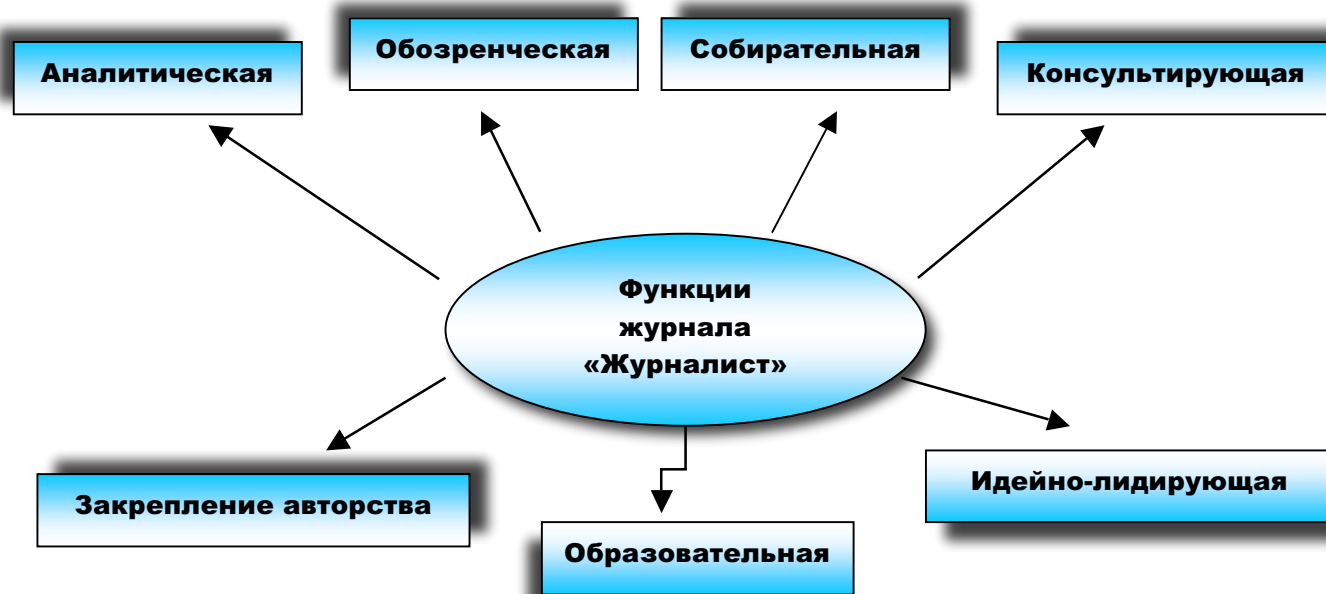 Аналитическая
Обозренческая
Собирательная
Консультирующая
Функции
журнала
«Журналист»
Закрепление авторства
Образовательная
Идейно-лидирующая